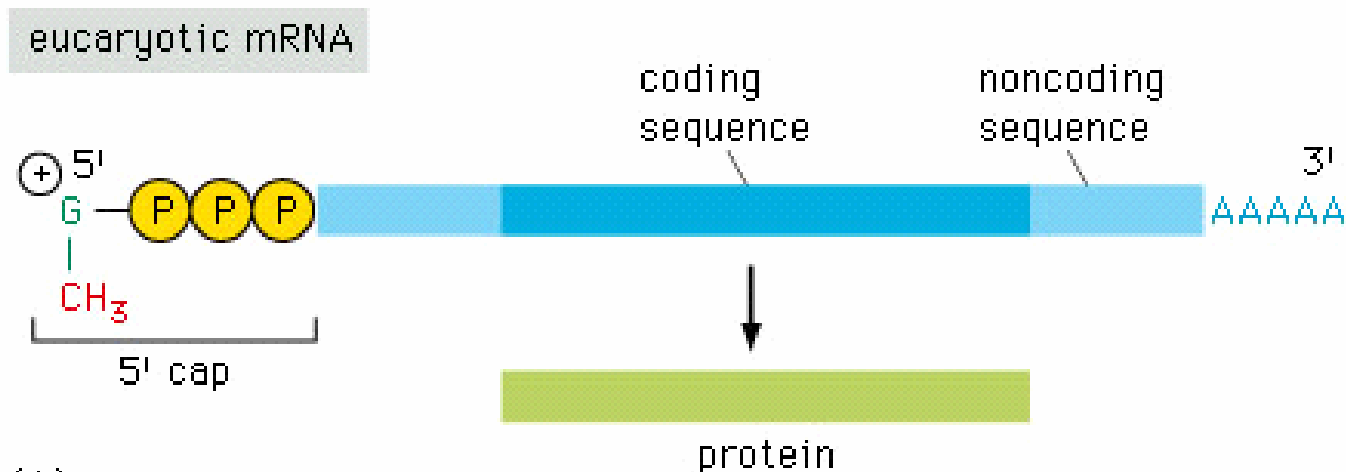 eucaryotic mRNA
coding
sequence
noncoding
sequence
+
5'
3'
G
P P P
AAAAA
CH3
5' cap
protein